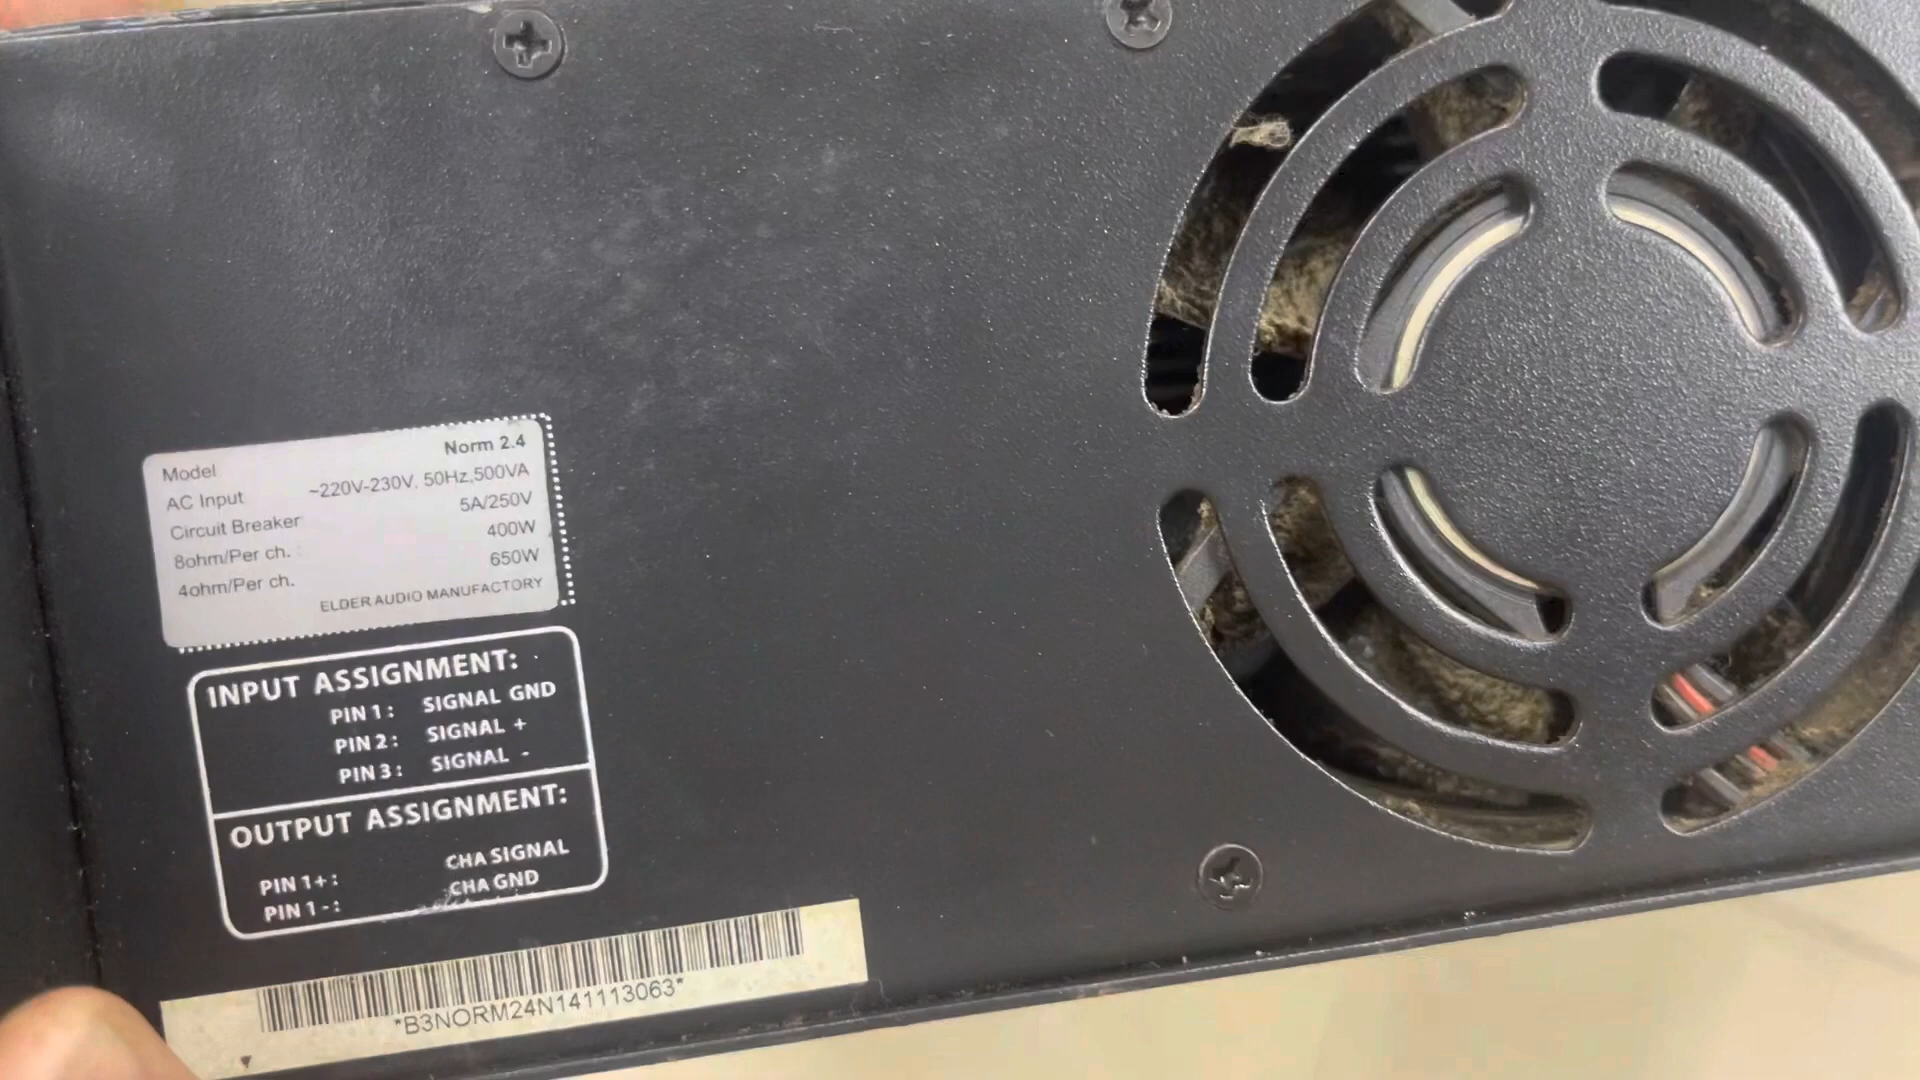 Model Norm 2.4
AC Input ~220V-230V, 50Hz,500VA
Circuit Breaker 5A/250V
8ohm/Per ch. : 400W
4ohm/Per ch. 650W
ELDER AUDIO MANUFACTORY
INPUT ASSIGNMENT:
PIN 1 : SIGNAL GND
PIN 2 : SIGNAL +
PIN 3 : SIGNAL -
OUTPUT ASSIGNMENT:
PIN 1+ : CHA SIGNAL
PIN 1 - : CHA GND
*B3NORM24N141113063*